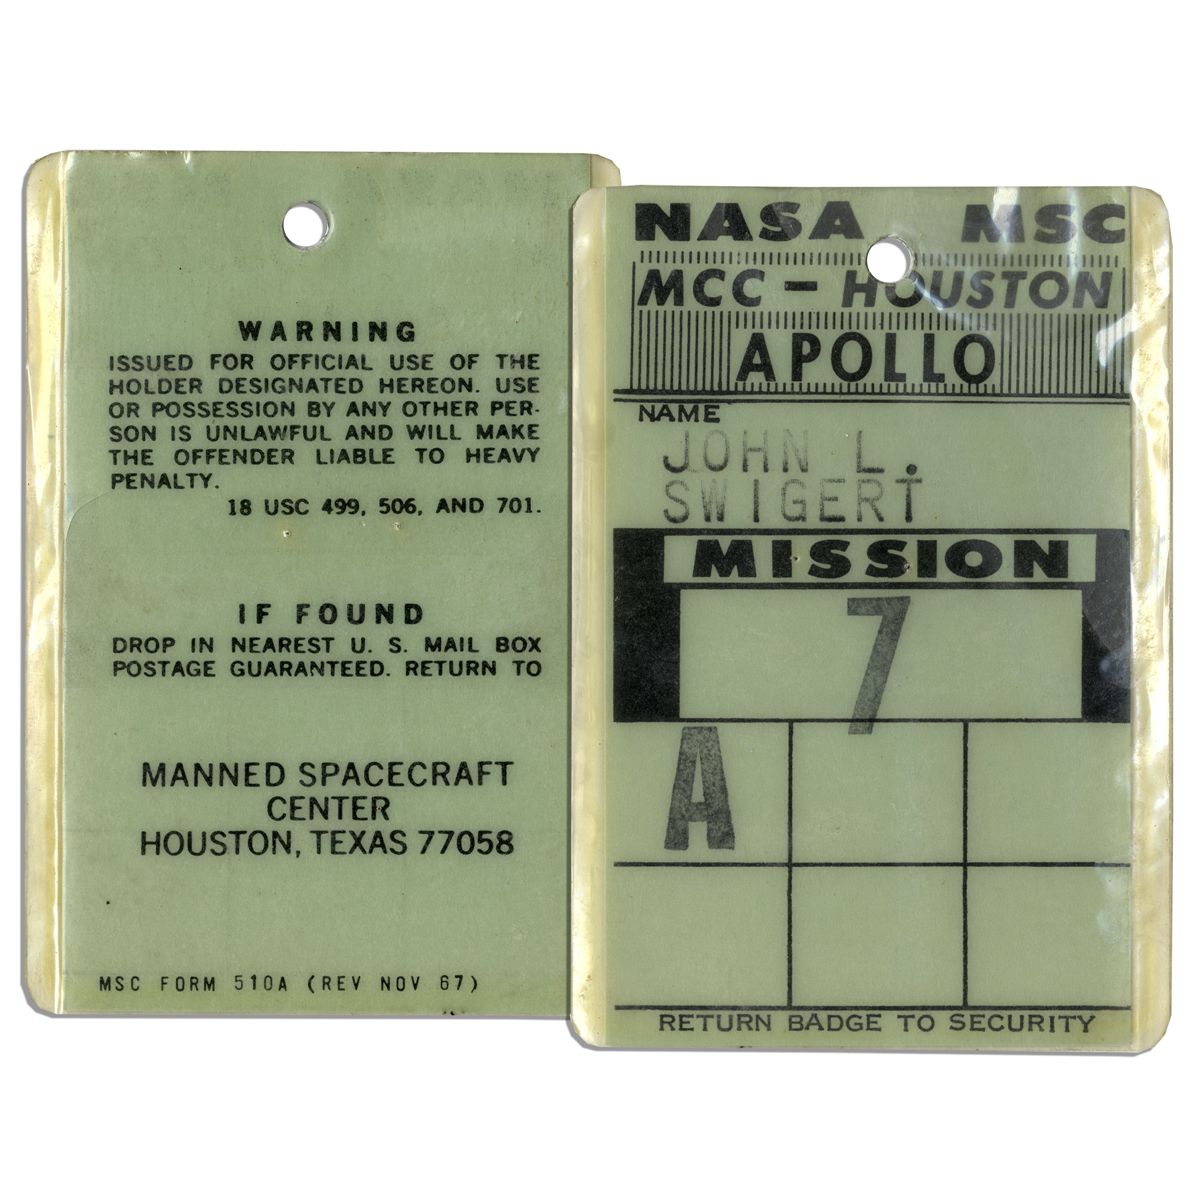 WARNING
ISSUED FOR OFFICIAL USE OF THE
HOLDER DESIGNATED HEREON. USE
OR POSSESSION BY ANY OTHER PER-
SON IS UNLAWFUL AND WILL MAKE
THE OFFENDER LIABLE TO HEAVY
PENALTY.
18 USC 499, 506, AND 701.
IF FOUND
DROP IN NEAREST U. S. MAIL BOX
POSTAGE GUARANTEED. RETURN TO
MANNED SPACECRAFT
CENTER
HOUSTON, TEXAS 77058
MSC FORM 510A (REV NOV 67)
NASA MSC
MCC - HOUSTON
APOLLO
NAME
JOHN L.
SWIGERT
MISSION
7
A
RETURN BADGE TO SECURITY